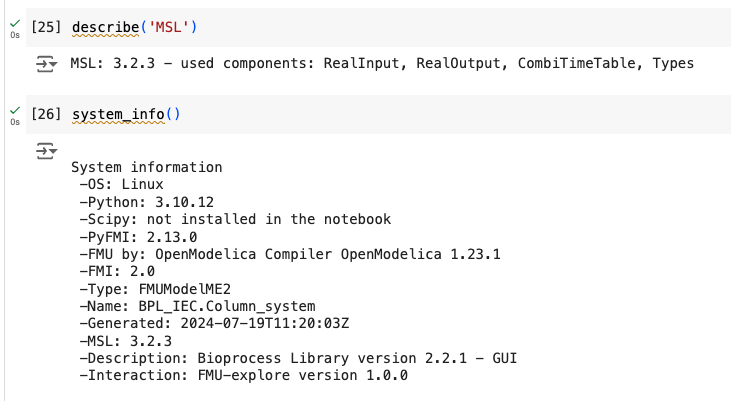 [25] describe('MSL')
0s
MSL: 3.2.3 – used components: RealInput, RealOutput, CombiTimeTable, Types
[26] system_info()
0s
System information
–OS: Linux
–Python: 3.10.12
–Scipy: not installed in the notebook
–PyFMI: 2.13.0
–FMU by: OpenModelica Compiler OpenModelica 1.23.1
–FMI: 2.0
–Type: FMUModelME2
–Name: BPL_IEC.Column_system
–Generated: 2024-07-19T11:20:03Z
–MSL: 3.2.3
–Description: Bioprocess Library version 2.2.1 – GUI
–Interaction: FMU-explore version 1.0.0